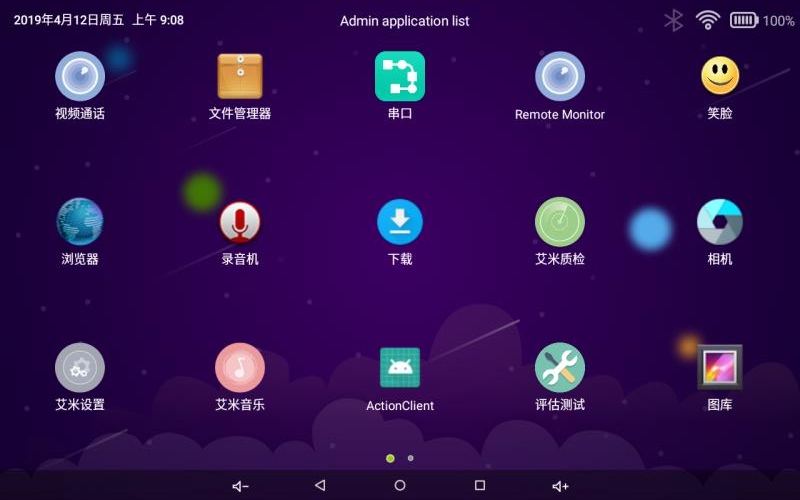 2019年4月12日周五 上午 9:08
Admin application list
100%
视频通话
文件管理器
串口
Remote Monitor
笑脸
浏览器
录音机
下载
艾米质检
相机
艾米设置
艾米音乐
ActionClient
评估测试
图库